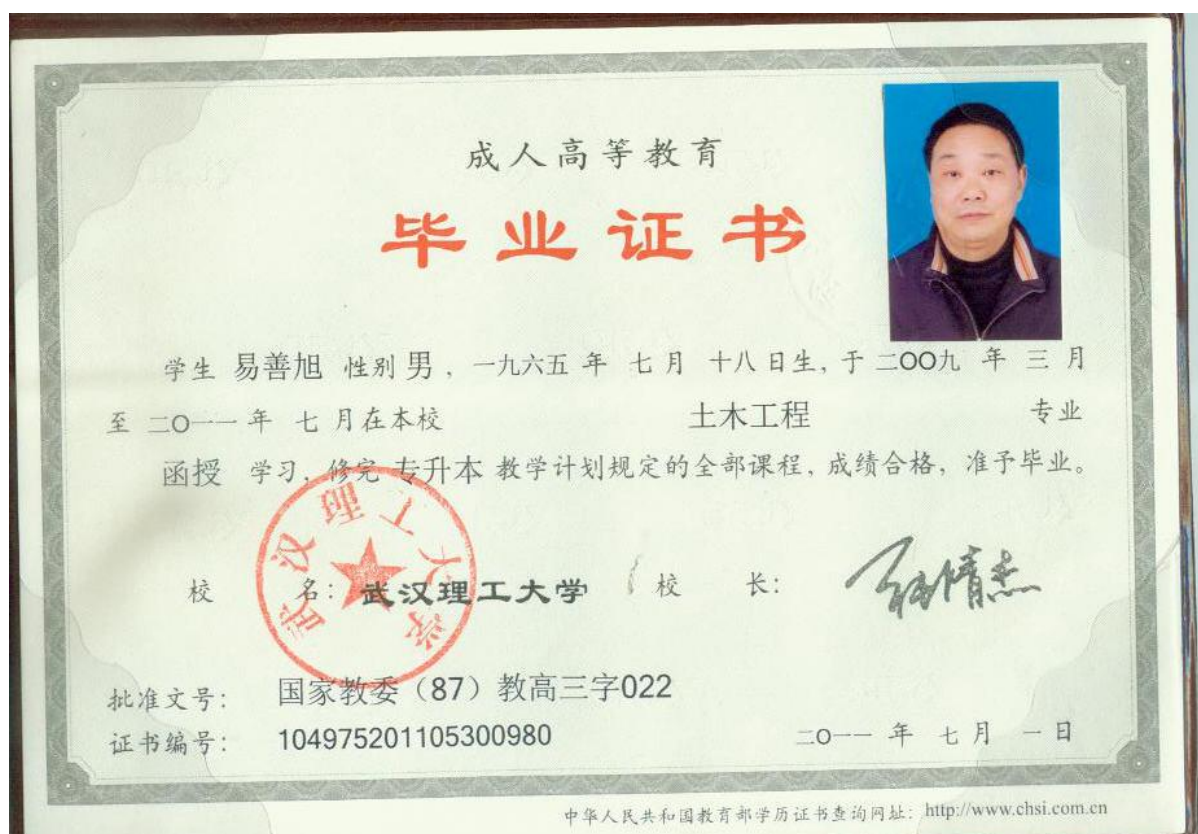 成人高等教育
毕业证书
学生 易善旭 性别 男 , 一九六五 年 七 月 十八 日生, 于 二OO九 年 三 月
至 二O一一 年 七 月在本校 土木工程 专业
函授 学习, 修完 专升本 教学计划规定的全部课程, 成绩合格, 准予毕业。
武汉理工大学
校 名: 武汉理工大学 校 长:
批准文号: 国家教委（87）教高三字022
证书编号: 104975201105300980 二O一一 年 七 月 一 日
中华人民共和国教育部学历证书查询网址: http://www.chsi.com.cn